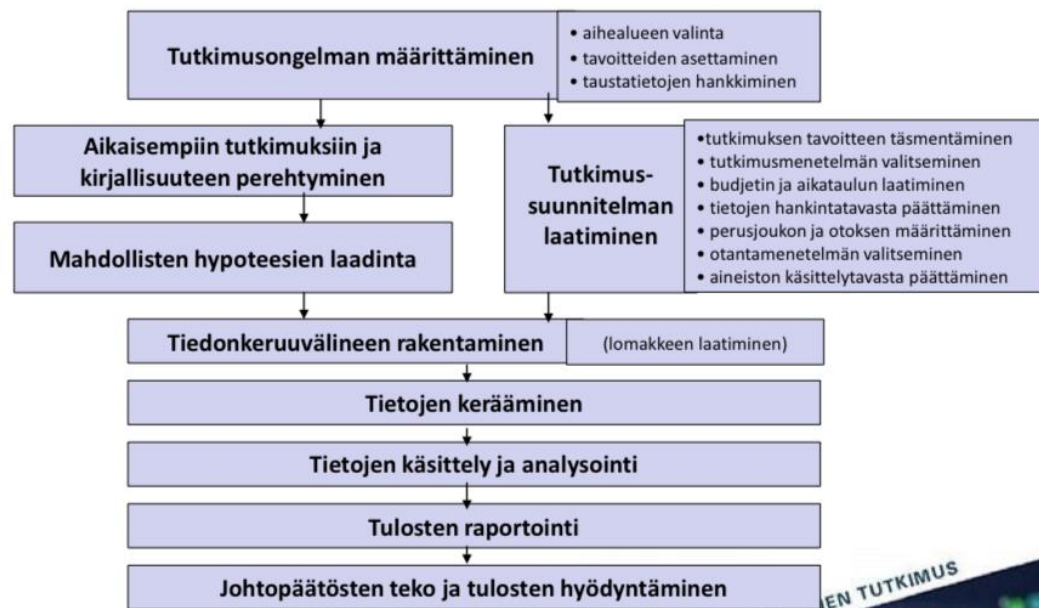 Tutkimusongelman määrittäminen
• aihealueen valinta
• tavoitteiden asettaminen
• taustatietojen hankkiminen
Aikaisempiin tutkimuksiin ja
kirjallisuuteen perehtyminen
Mahdollisten hypoteesien laadinta
Tutkimus-
suunnitelman
laatiminen
•tutkimuksen tavoitteen täsmentäminen
• tutkimusmenetelmän valitseminen
• budjetin ja aikataulun laatiminen
• tietojen hankintatavasta päättäminen
• perusjoukon ja otoksen määrittäminen
• otantamenetelmän valitseminen
• aineiston käsittelytavasta päättäminen
Tiedonkeruuvälineen rakentaminen
(lomakkeen laatiminen)
Tietojen kerääminen
Tietojen käsittely ja analysointi
Tulosten raportointi
Johtopäätösten teko ja tulosten hyödyntäminen
EN TUTKIMUS